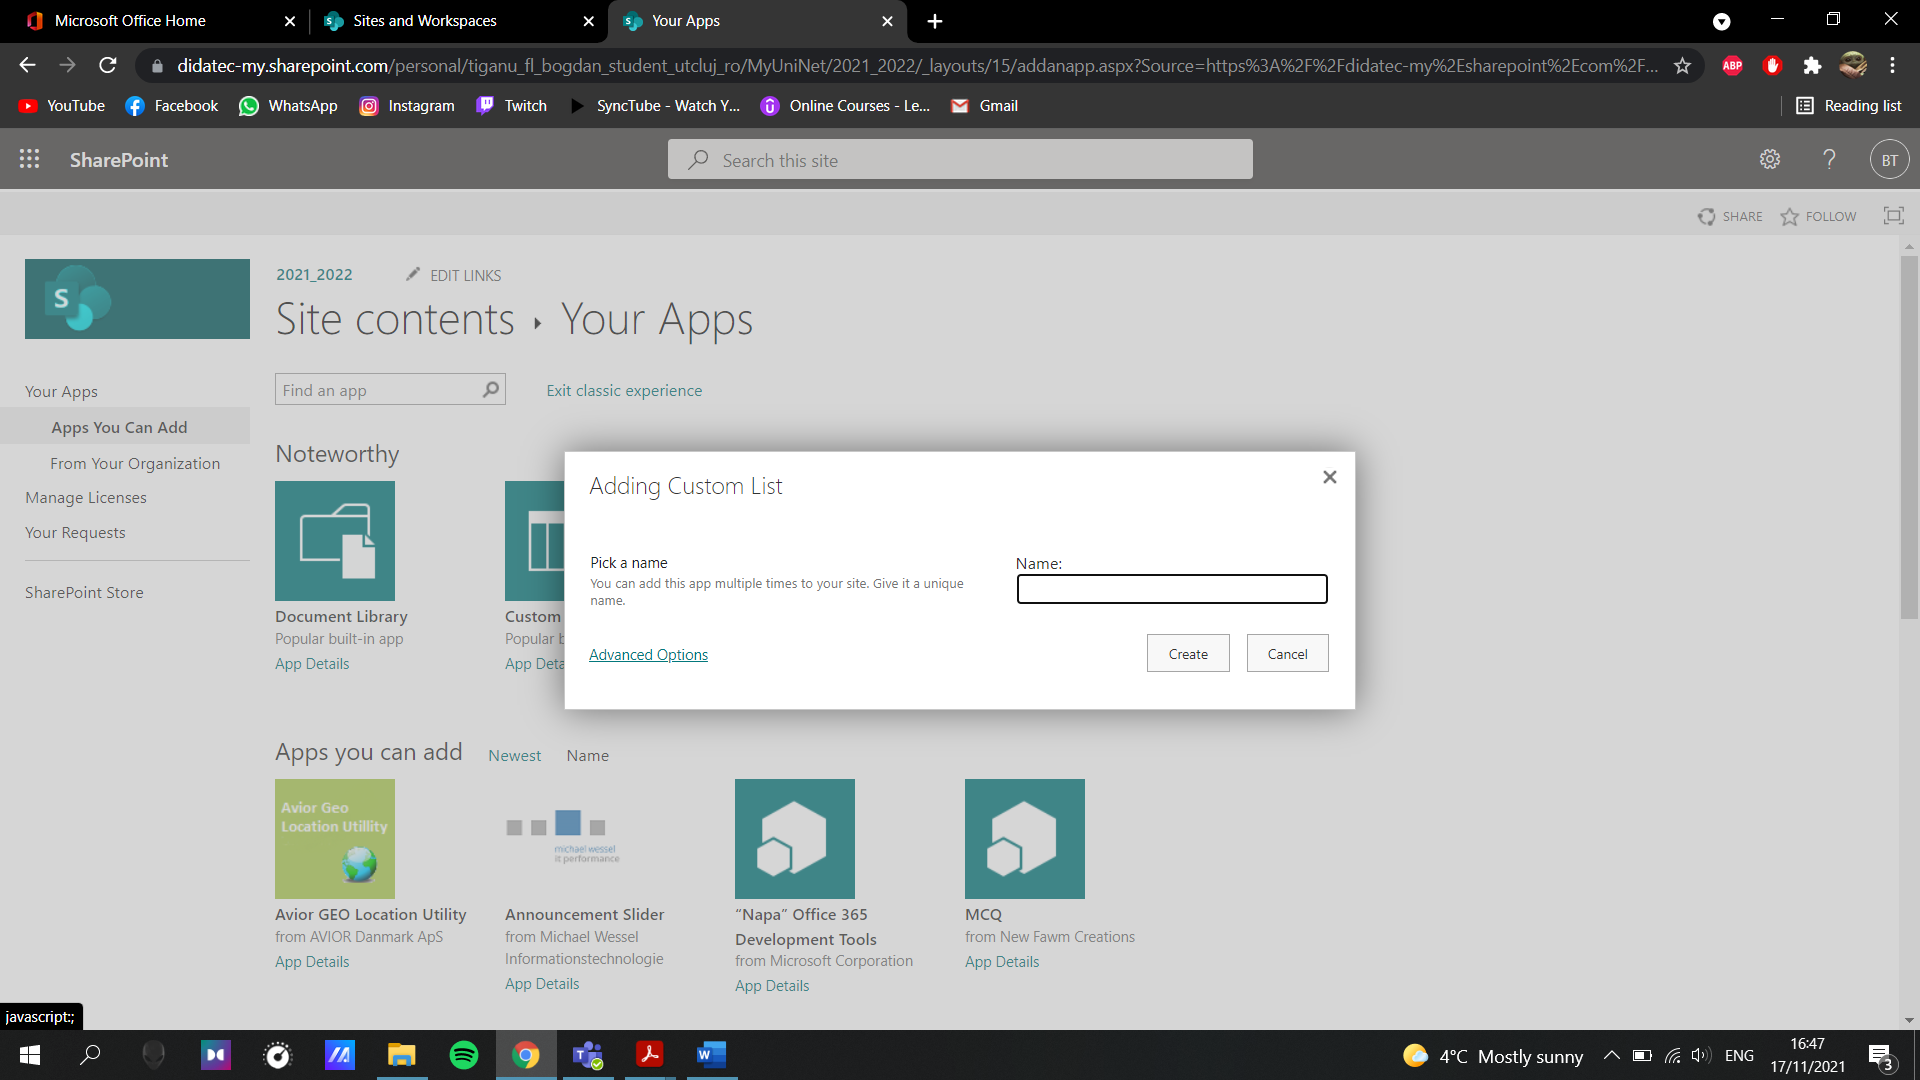 Microsoft Office Home
Sites and Workspaces
Your Apps
didatec-my.sharepoint.com/personal/tiganu_fl_bogdan_student_utcluj_ro/MyUniNet/2021_2022/_layouts/15/addanapp.aspx?Source=https%3A%2F%2Fdidatec-my%2Esharepoint%2Ecom%2F...
ABP
YouTube
Facebook
WhatsApp
Instagram
Twitch
SyncTube - Watch Y...
Online Courses - Le...
Gmail
Reading list
SharePoint
Search this site
?
BT
SHARE
FOLLOW
S
2021_2022
EDIT LINKS
Site contents
Your Apps
Find an app
Exit classic experience
Your Apps
Apps You Can Add
From Your Organization
Manage Licenses
Your Requests
SharePoint Store
Noteworthy
Document Library
Popular built-in app
App Details
Custom
Popular b
App Deta
Adding Custom List
Pick a name
You can add this app multiple times to your site. Give it a unique
name.
Name:
Advanced Options
Create
Cancel
Apps you can add
Newest
Name
Avior Geo
Location Utillity
Avior GEO Location Utility
from AVIOR Danmark ApS
App Details
michael wessel
it performance
Announcement Slider
from Michael Wessel
Informationstechnologie
App Details
“Napa” Office 365
Development Tools
from Microsoft Corporation
App Details
MCQ
from New Fawm Creations
App Details
javascript:;
4°C Mostly sunny
ENG
16:47
17/11/2021
3